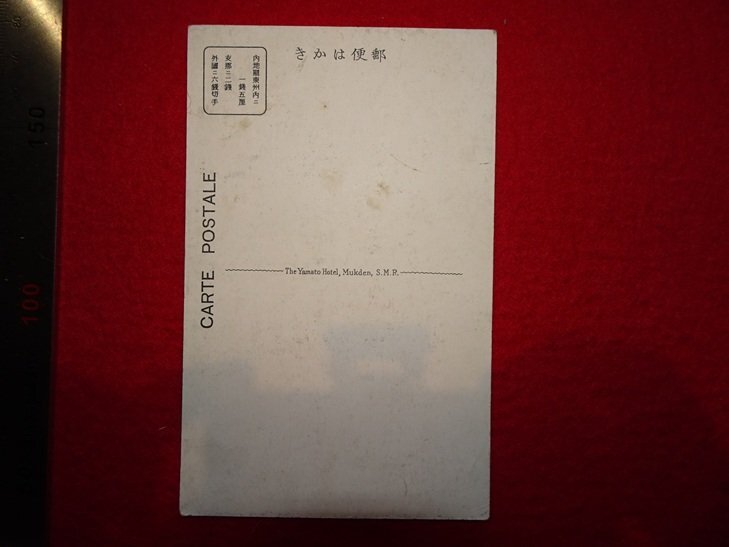 きかは便郵
内地關東州内ニ
一錢五厘
支那ニ二錢
外國ニ六錢切手
CARTE POSTALE
The Yamato Hotel, Mukden, S.M.R.
150
100